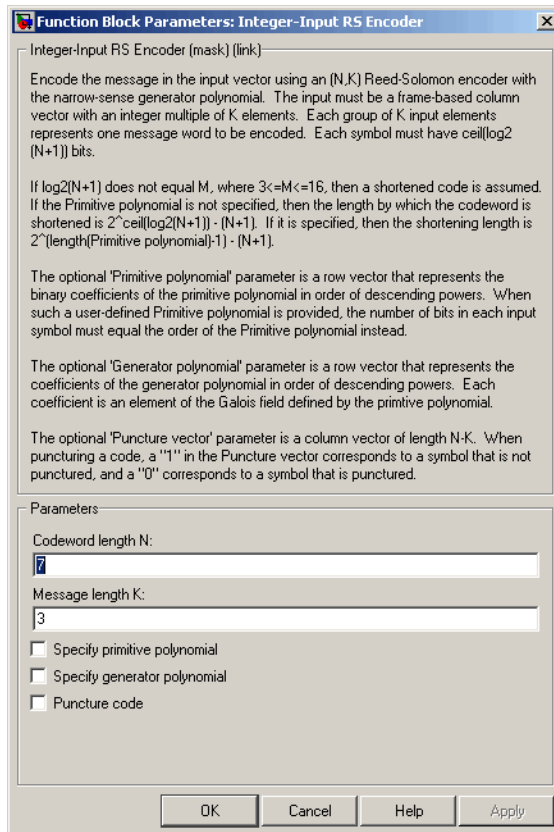 Function Block Parameters: Integer-Input RS Encoder
Integer-Input RS Encoder (mask) (link)
Encode the message in the input vector using an (N,K) Reed-Solomon encoder with
the narrow-sense generator polynomial.  The input must be a frame-based column
vector with an integer multiple of K elements.  Each group of K input elements
represents one message word to be encoded.  Each symbol must have ceil(log2
(N+1)) bits.
If log2(N+1) does not equal M, where 3<=M<=16, then a shortened code is assumed.
If the Primitive polynomial is not specified, then the length by which the codeword is
shortened is 2^ceil(log2(N+1)) - (N+1).  If it is specified, then the shortening length is
2^(length(Primitive polynomial)-1) - (N+1).
The optional 'Primitive polynomial' parameter is a row vector that represents the
binary coefficients of the primitive polynomial in order of descending powers.  When
such a user-defined Primitive polynomial is provided, the number of bits in each input
symbol must equal the order of the Primitive polynomial instead.
The optional 'Generator polynomial' parameter is a row vector that represents the
coefficients of the generator polynomial in order of descending powers.  Each
coefficient is an element of the Galois field defined by the primtive polynomial.
The optional 'Puncture vector' parameter is a column vector of length N-K.  When
puncturing a code, a "1" in the Puncture vector corresponds to a symbol that is not
punctured, and a "0" corresponds to a symbol that is punctured.
Parameters
Codeword length N:
7
Message length K:
3
Specify primitive polynomial
Specify generator polynomial
Puncture code
OK Cancel Help Apply